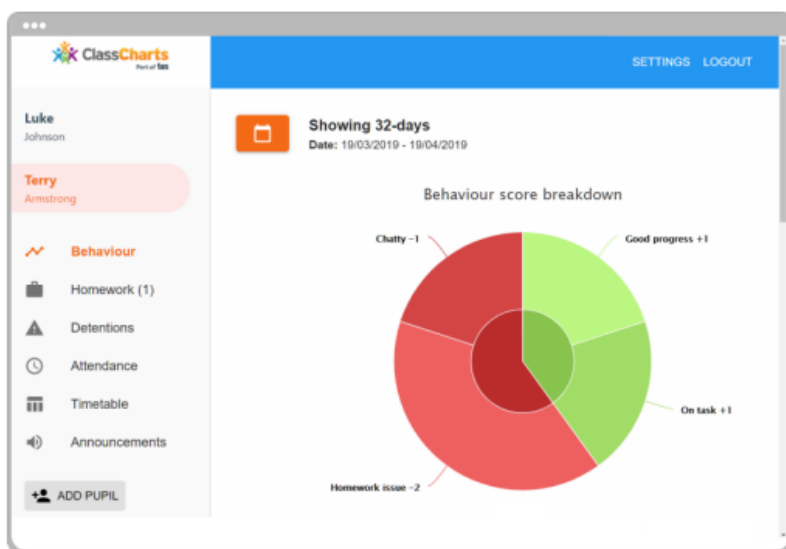 ClassCharts
Part of tes
SETTINGS LOGOUT
Luke
Johnson
Terry
Armstrong
Behaviour
Homework (1)
Detentions
Attendance
Timetable
Announcements
ADD PUPIL
Showing 32-days
Date: 19/03/2019 - 19/04/2019
Behaviour score breakdown
Chatty -1
Good progress +1
On task +1
Homework issue -2